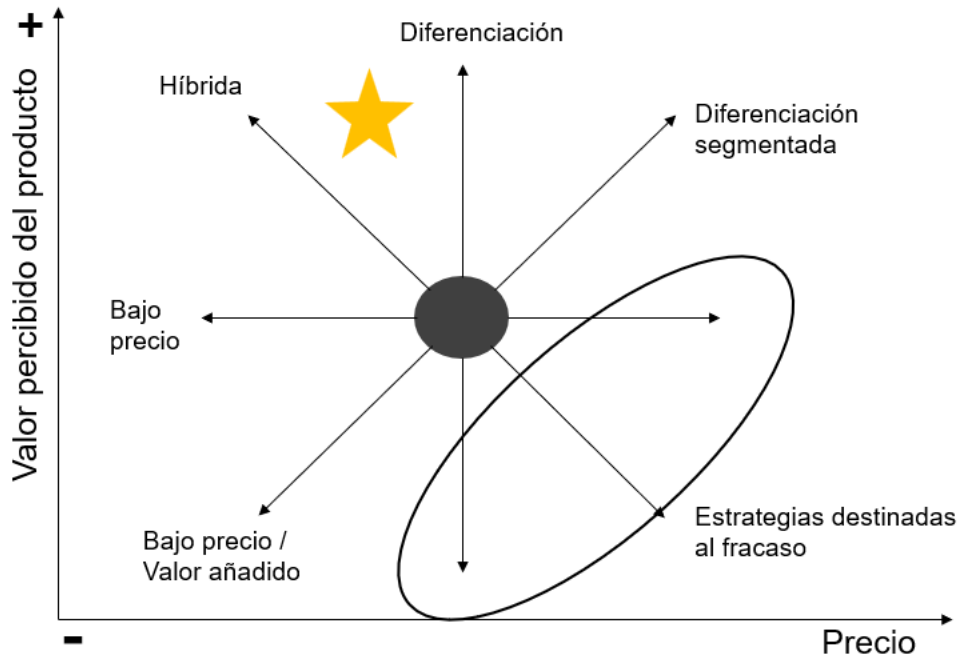 +
Diferenciación
Híbrida
Diferenciación
segmentada
Valor percibido del producto
Bajo
precio
Bajo precio /
Valor añadido
Estrategias destinadas
al fracaso
-
Precio